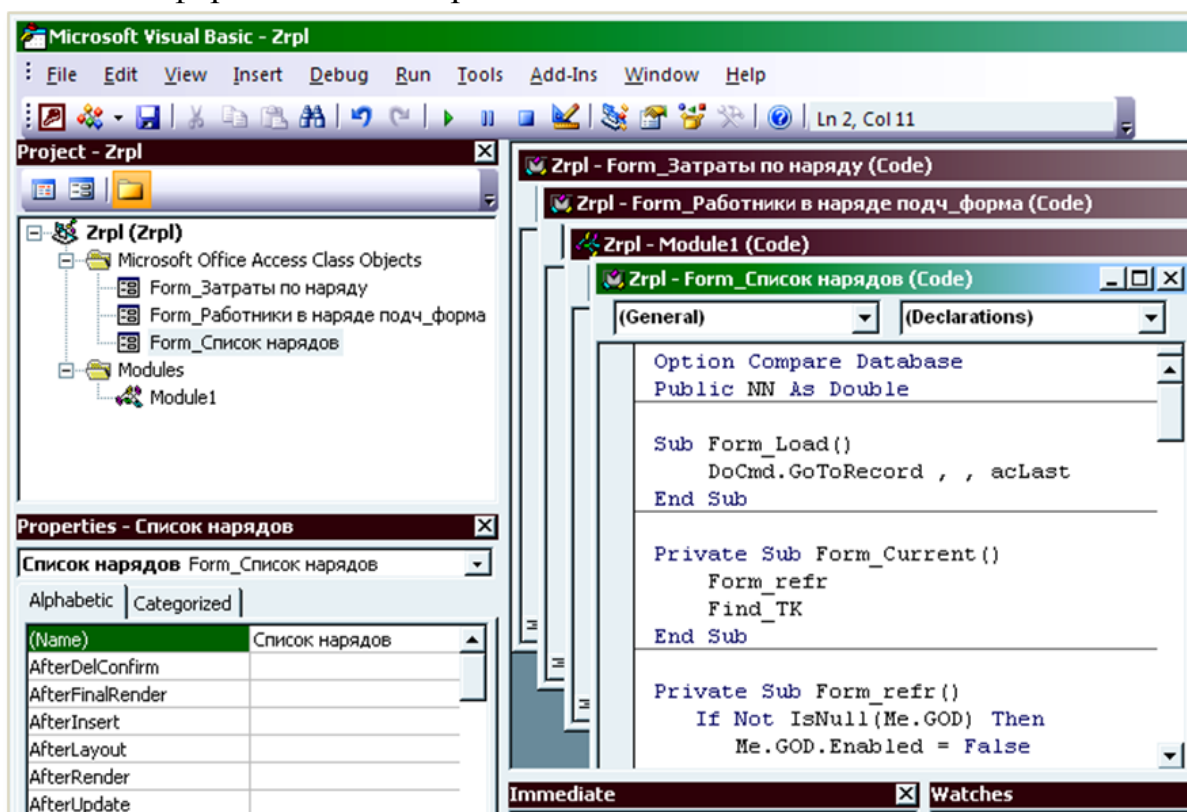 Microsoft Visual Basic - Zrpl
File Edit View Insert Debug Run Tools Add-Ins Window Help
Ln 2, Col 11
Project - Zrpl
Zrpl (Zrpl)
Microsoft Office Access Class Objects
Form_Затраты по наряду
Form_Работники в наряде подч_форма
Form_Список нарядов
Modules
Module1
Properties - Список нарядов
Список нарядов Form_Список нарядов
Alphabetic Categorized
(Name) Список нарядов
AfterDelConfirm
AfterFinalRender
AfterInsert
AfterLayout
AfterRender
AfterUpdate
Zrpl - Form_Затраты по наряду (Code)
Zrpl - Form_Работники в наряде подч_форма (Code)
Zrpl - Module1 (Code)
Zrpl - Form_Список нарядов (Code)
(General) (Declarations)
Option Compare Database
Public NN As Double
Sub Form_Load()
DoCmd.GoToRecord , , acLast
End Sub
Private Sub Form_Current()
Form_refr
Find_TK
End Sub
Private Sub Form_refr()
If Not IsNull(Me.GOD) Then
Me.GOD.Enabled = False
Immediate
Watches